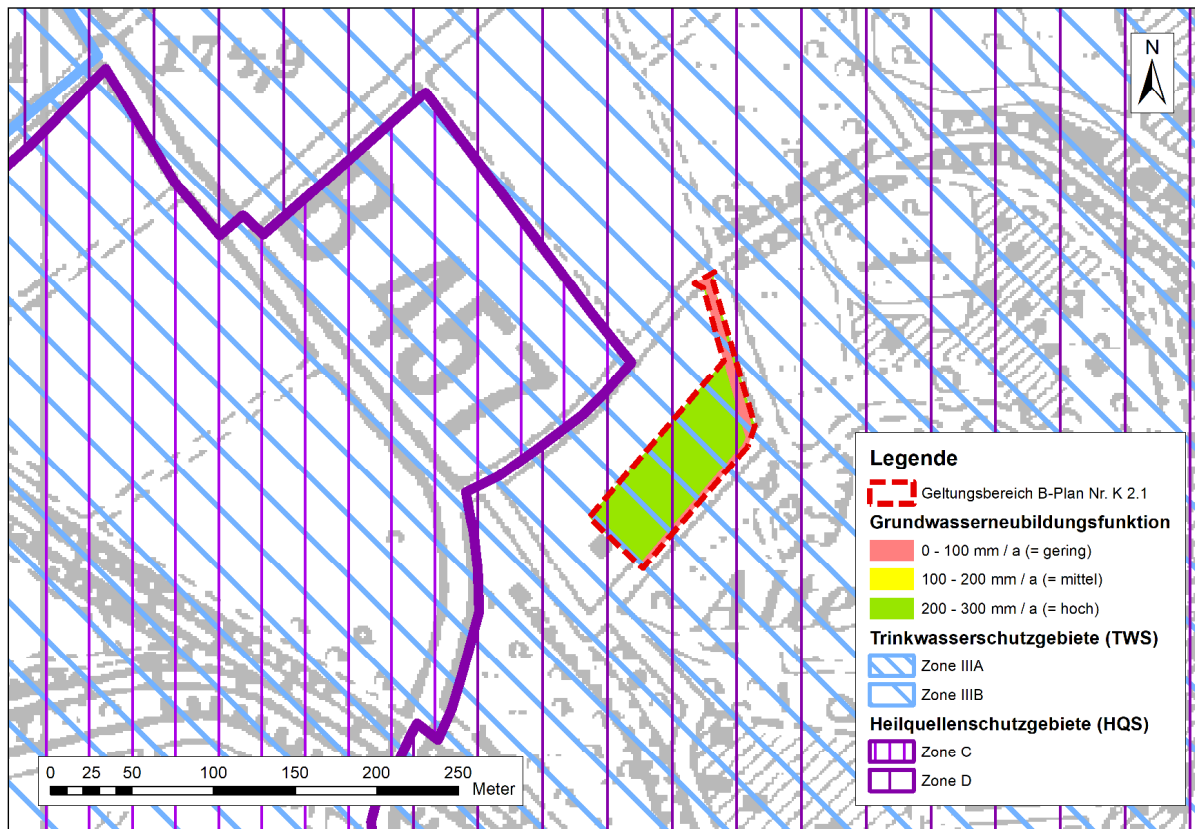 1749
N
Legende
Geltungsbereich B-Plan Nr. K 2.1
Grundwasserneubildungsfunktion
0 - 100 mm / a (= gering)
100 - 200 mm / a (= mittel)
200 - 300 mm / a (= hoch)
Trinkwasserschutzgebiete (TWS)
Zone IIIA
Zone IIIB
Heilquellenschutzgebiete (HQS)
Zone C
Zone D
0 25 50 100 150 200 250 Meter